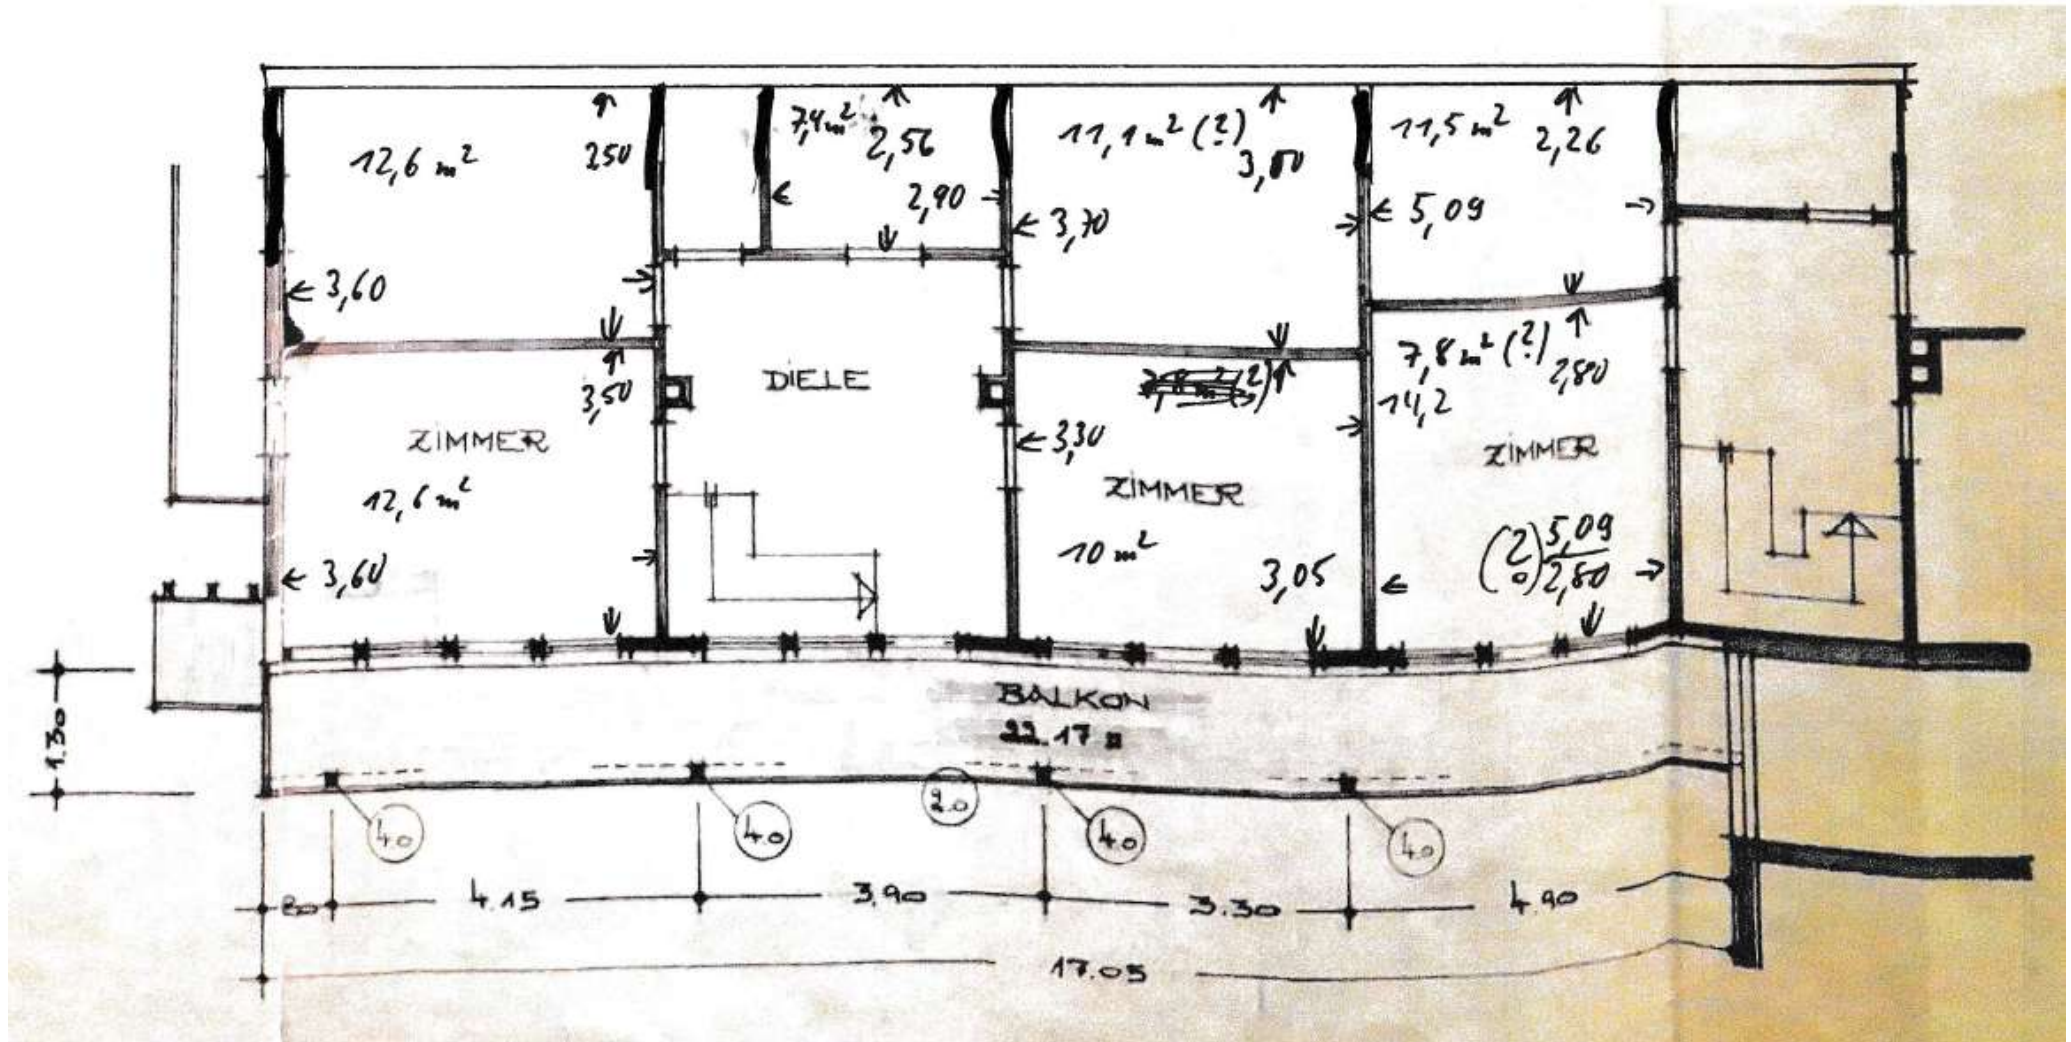 12,6 m²
3,50
7,4 m²
2,56
2,90
11,1 m² (?)
3,00
3,70
11,5 m²
2,26
5,09
3,60
DIELE
3,50
ZIMMER
12,6 m²
3,60
3,30
ZIMMER
10 m²
3,05
7,8 m² (?)
2,80
14,2
ZIMMER
(?) 5,09
2,80
BALKON
22.17
1.30
4.0
4.0
2.0
4.0
4.0
80
4.15
3.90
3.30
4.90
17.05